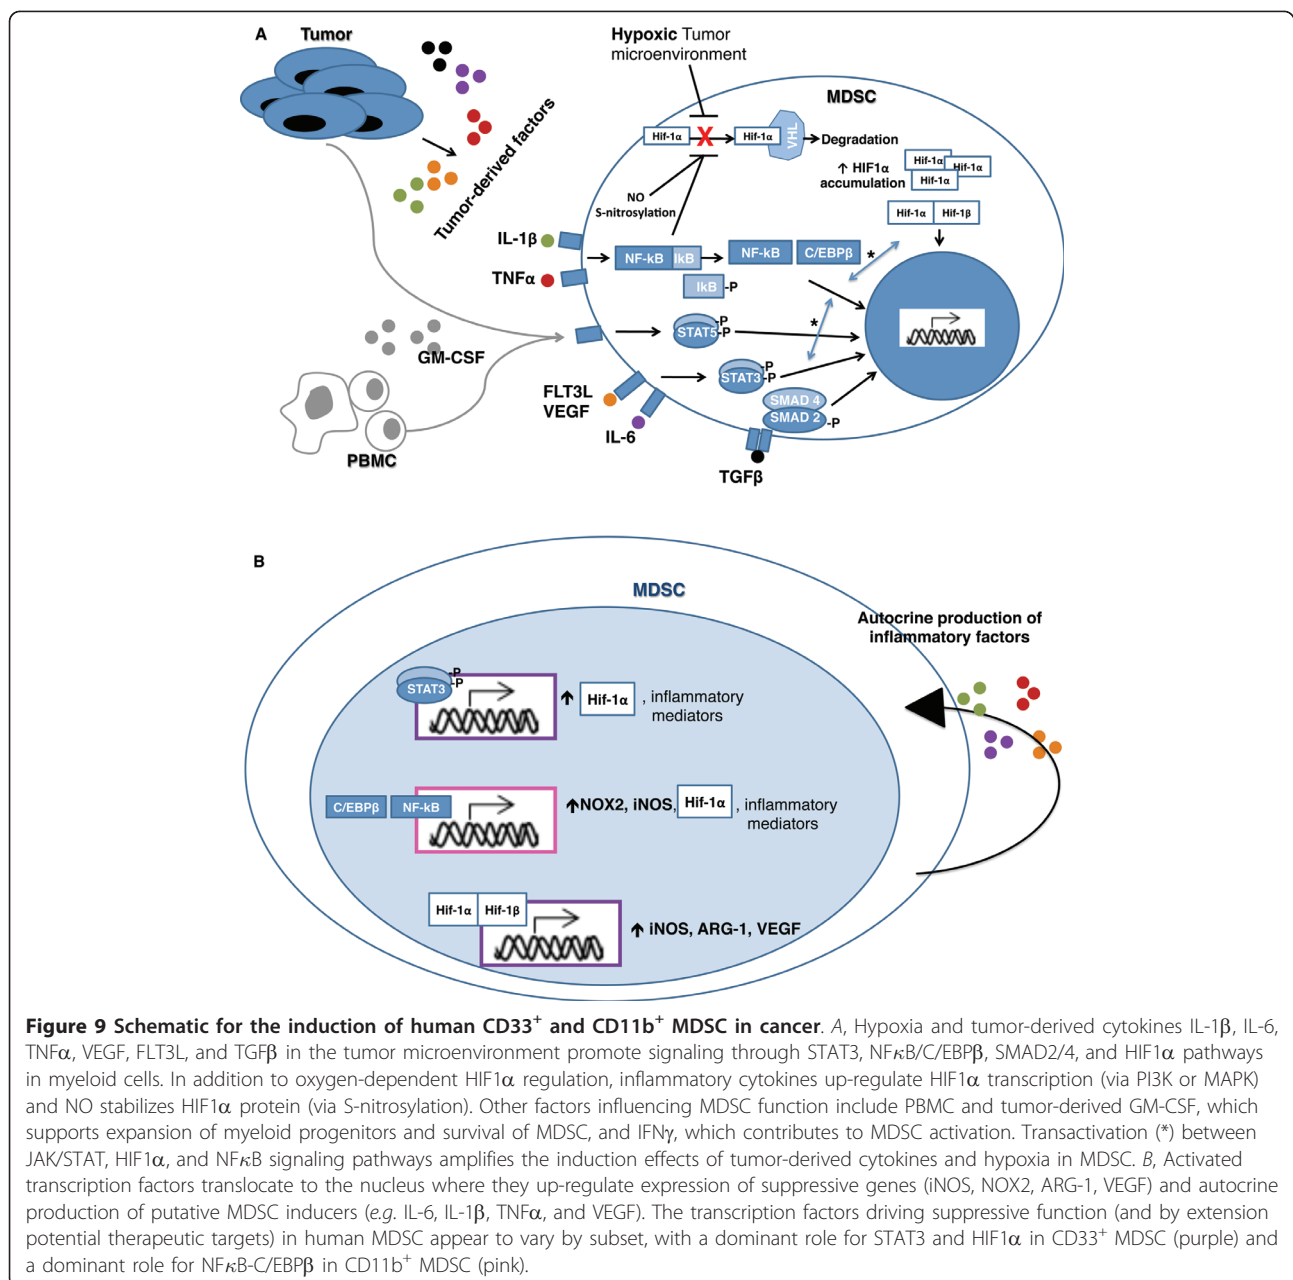 A
Tumor
Tumor-derived factors
Hypoxic Tumor
microenvironment
MDSC
Hif-1α
X
Hif-1α
VHL
Degradation
↑ HIF1α
accumulation
Hif-1α
Hif-1α
Hif-1α
NO
S-nitrosylation
Hif-1α
Hif-1β
IL-1β
TNFα
NF-kB
IkB
NF-kB
C/EBPβ
*
IkB
-P
*
GM-CSF
STAT5
-P
-P
STAT3
-P
-P
FLT3L
VEGF
IL-6
SMAD 4
SMAD 2
-P
TGFβ
PBMC
B
MDSC
Autocrine production of
inflammatory factors
STAT3
-P
-P
↑ Hif-1α , inflammatory
mediators
C/EBPβ
NF-kB
↑NOX2, iNOS, Hif-1α , inflammatory
mediators
Hif-1α
Hif-1β
↑ iNOS, ARG-1, VEGF
Figure 9 Schematic for the induction of human CD33⁺ and CD11b⁺ MDSC in cancer. A, Hypoxia and tumor-derived cytokines IL-1β, IL-6,
TNFα, VEGF, FLT3L, and TGFβ in the tumor microenvironment promote signaling through STAT3, NFκB/C/EBPβ, SMAD2/4, and HIF1α pathways
in myeloid cells. In addition to oxygen-dependent HIF1α regulation, inflammatory cytokines up-regulate HIF1α transcription (via PI3K or MAPK)
and NO stabilizes HIF1α protein (via S-nitrosylation). Other factors influencing MDSC function include PBMC and tumor-derived GM-CSF, which
supports expansion of myeloid progenitors and survival of MDSC, and IFNγ, which contributes to MDSC activation. Transactivation (*) between
JAK/STAT, HIF1α, and NFκB signaling pathways amplifies the induction effects of tumor-derived cytokines and hypoxia in MDSC. B, Activated
transcription factors translocate to the nucleus where they up-regulate expression of suppressive genes (iNOS, NOX2, ARG-1, VEGF) and autocrine
production of putative MDSC inducers (e.g. IL-6, IL-1β, TNFα, and VEGF). The transcription factors driving suppressive function (and by extension
potential therapeutic targets) in human MDSC appear to vary by subset, with a dominant role for STAT3 and HIF1α in CD33⁺ MDSC (purple) and
a dominant role for NFκB-C/EBPβ in CD11b⁺ MDSC (pink).